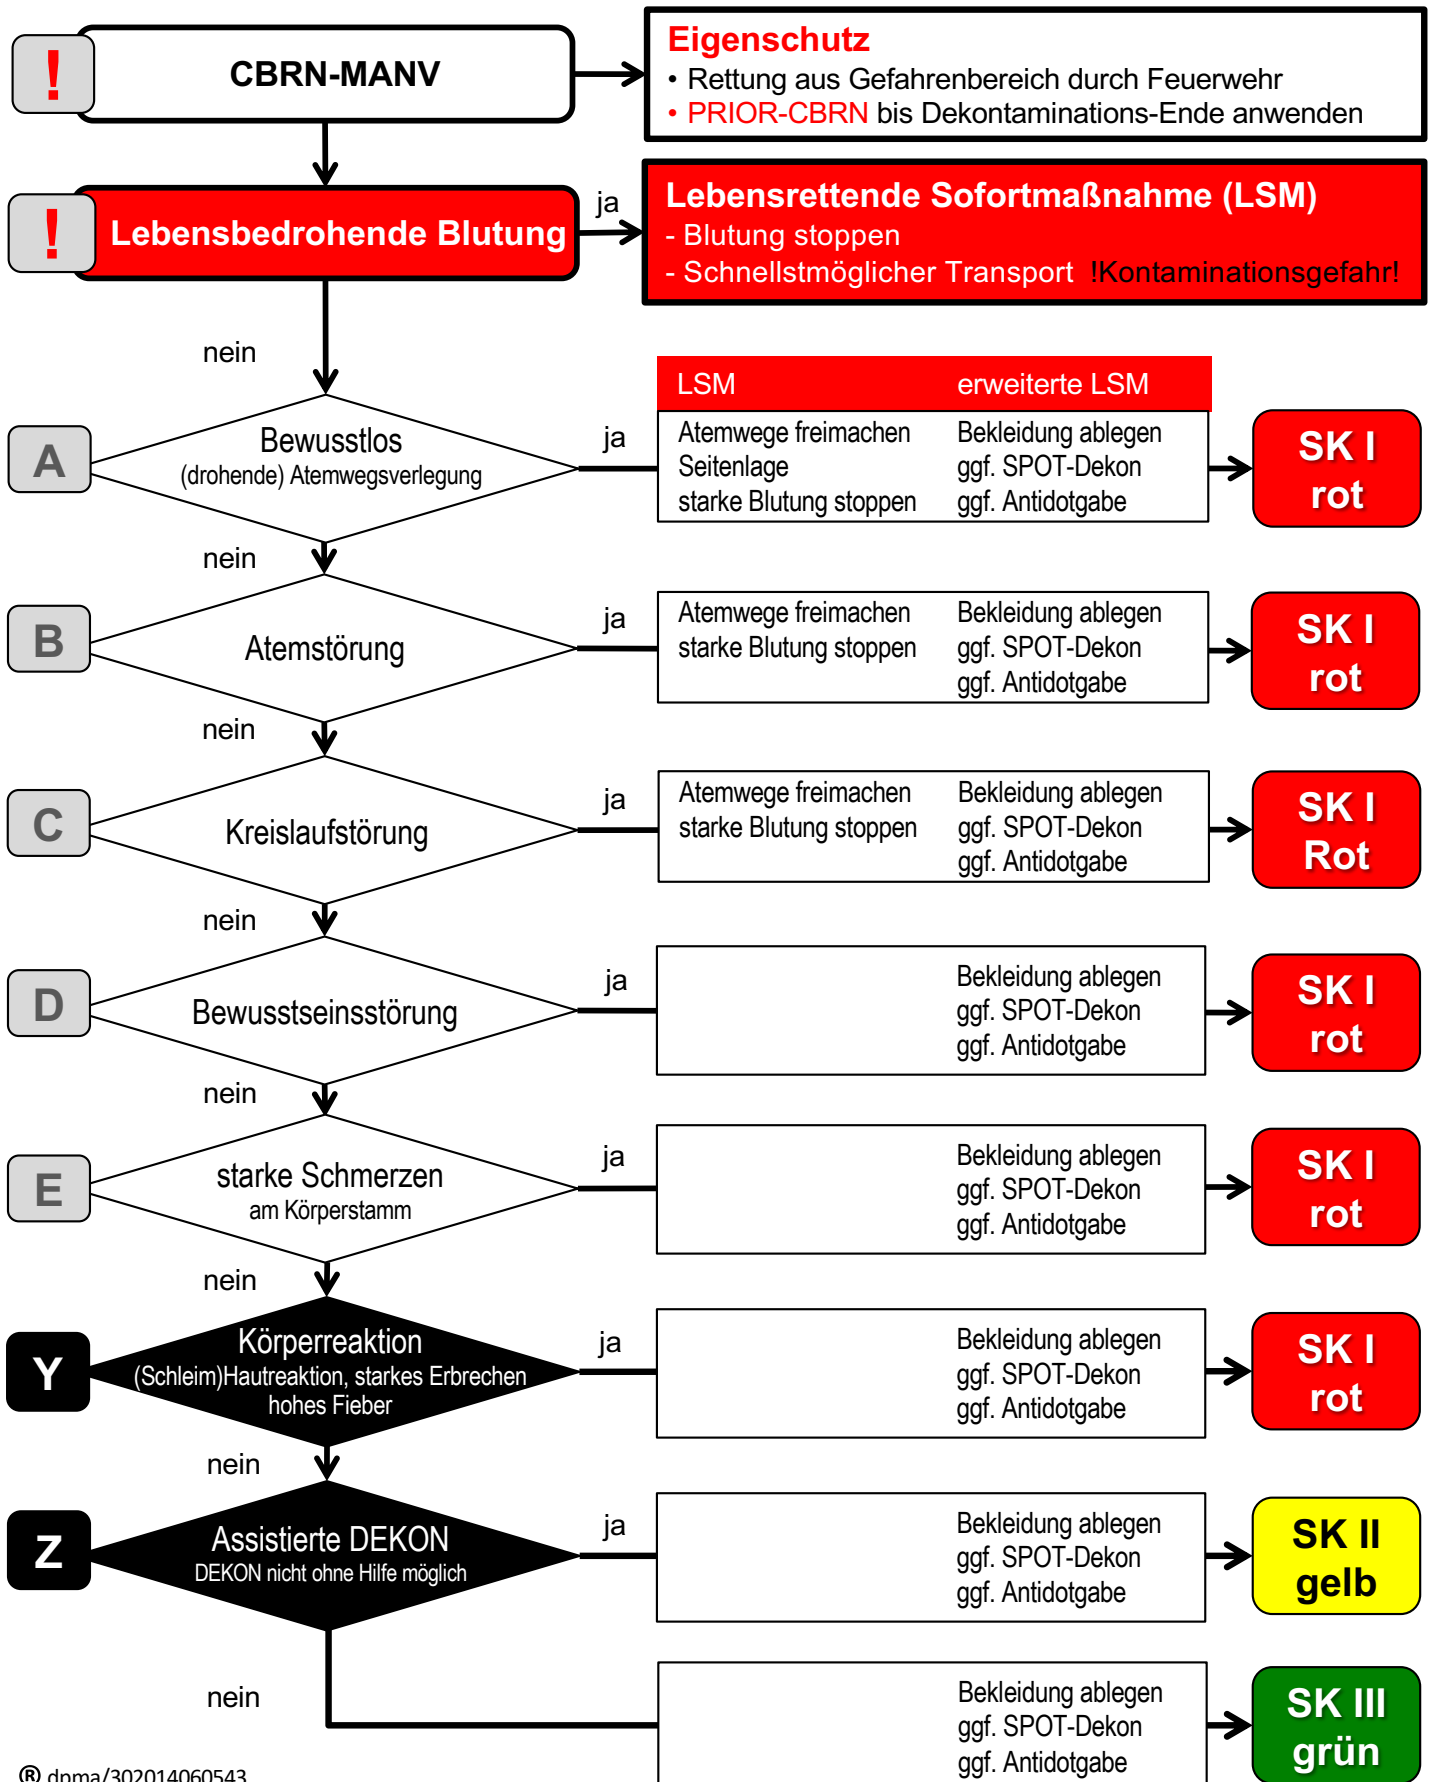 !
CBRN-MANV
Eigenschutz
• Rettung aus Gefahrenbereich durch Feuerwehr
• PRIOR-CBRN bis Dekontaminations-Ende anwenden
!
Lebensbedrohende Blutung
ja
Lebensrettende Sofortmaßnahme (LSM)
- Blutung stoppen
- Schnellstmöglicher Transport !Kontaminationsgefahr!
nein
LSM erweiterte LSM
A
Bewusstlos
(drohende) Atemwegsverlegung
ja
Atemwege freimachen Bekleidung ablegen
Seitenlage ggf. SPOT-Dekon
starke Blutung stoppen ggf. Antidotgabe
SK I
rot
nein
B
Atemstörung
ja
Atemwege freimachen Bekleidung ablegen
starke Blutung stoppen ggf. SPOT-Dekon
ggf. Antidotgabe
SK I
rot
nein
C
Kreislaufstörung
ja
Atemwege freimachen Bekleidung ablegen
starke Blutung stoppen ggf. SPOT-Dekon
ggf. Antidotgabe
SK I
Rot
nein
D
Bewusstseinsstörung
ja
Bekleidung ablegen
ggf. SPOT-Dekon
ggf. Antidotgabe
SK I
rot
nein
E
starke Schmerzen
am Körperstamm
ja
Bekleidung ablegen
ggf. SPOT-Dekon
ggf. Antidotgabe
SK I
rot
nein
Y
Körperreaktion
(Schleim)Hautreaktion, starkes Erbrechen
hohes Fieber
ja
Bekleidung ablegen
ggf. SPOT-Dekon
ggf. Antidotgabe
SK I
rot
nein
Z
Assistierte DEKON
DEKON nicht ohne Hilfe möglich
ja
Bekleidung ablegen
ggf. SPOT-Dekon
ggf. Antidotgabe
SK II
gelb
nein
Bekleidung ablegen
ggf. SPOT-Dekon
ggf. Antidotgabe
SK III
grün
® dpma/302014060543